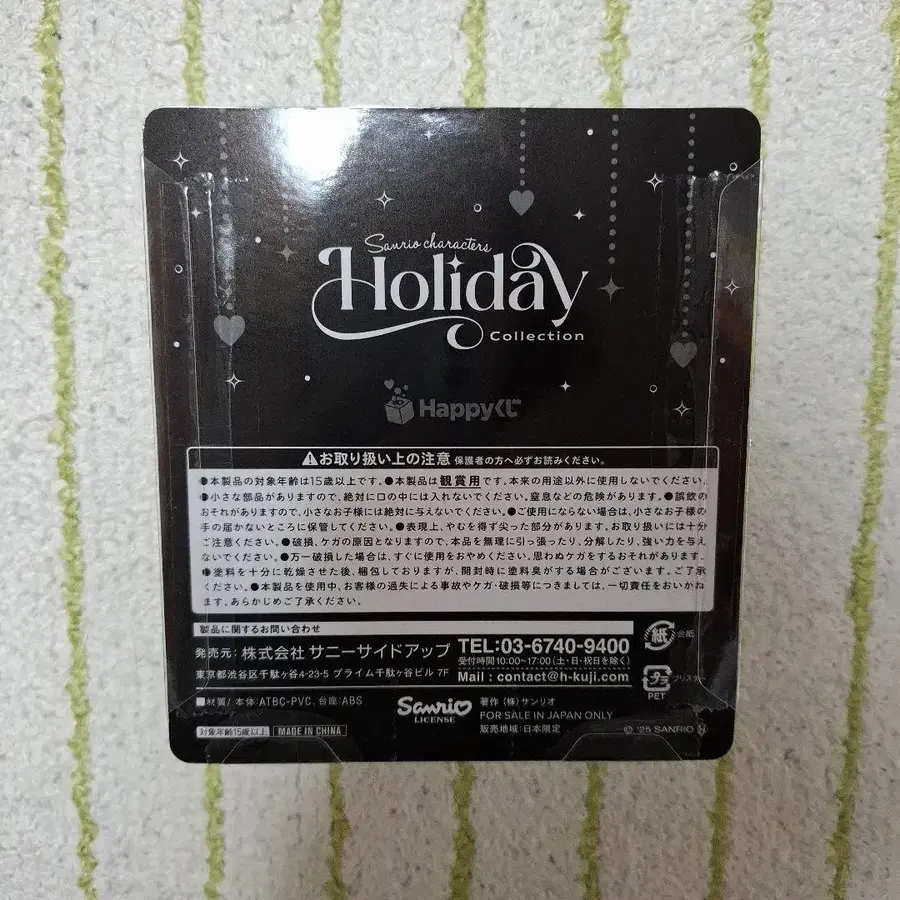 Sanrio characters
Holiday
Collection
Happyくじ
⚠お取り扱い上の注意 保護者の方へ必ずお読みください。
●本製品の対象年齢は15歳以上です。●本製品は観賞用です。本来の用途以外に使用しないでください。
●小さな部品がありますので、絶対に口の中には入れないでください。窒息などの危険があります。●誤飲の
おそれがありますので、小さなお子様には絶対に与えないでください。●ご使用にならない場合は、小さなお子様の
手の届かないところに保管してください。●表現上、やむを得ず尖った部分があります。お取り扱いには十分
ご注意ください。●破損、ケガの原因となりますので、本品を無理に引っ張ったり、分解したり、強い力を与え
ないでください。●万一破損した場合は、すぐに使用をおやめください。思わぬケガをするおそれがあります。
●塗料を十分に乾燥させた後、梱包しておりますが、開封時に塗料臭がする場合がございます。ご了承
ください。●本製品を使用中、お客様の過失による事故やケガ・破損等につきましては、一切責任をおいかね
ます。あらかじめご了承ください。
製品に関するお問い合わせ
発売元:株式会社 サニーサイドアップ
東京都渋谷区千駄ヶ谷4-23-5 プライム千駄ヶ谷ビル 7F
TEL:03-6740-9400
受付時間10:00~17:00(土・日・祝日を除く)
Mail : contact@h-kuji.com
紙 台紙
プラ ブリスター
PET
■材質/ 本体:ATBC-PVC, 台座:ABS
対象年齢15歳以上 MADE IN CHINA
Sanrio
LICENSE
著作 (株)サンリオ
FOR SALE IN JAPAN ONLY
販売地域:日本限定
© '25 SANRIO Ⓗ